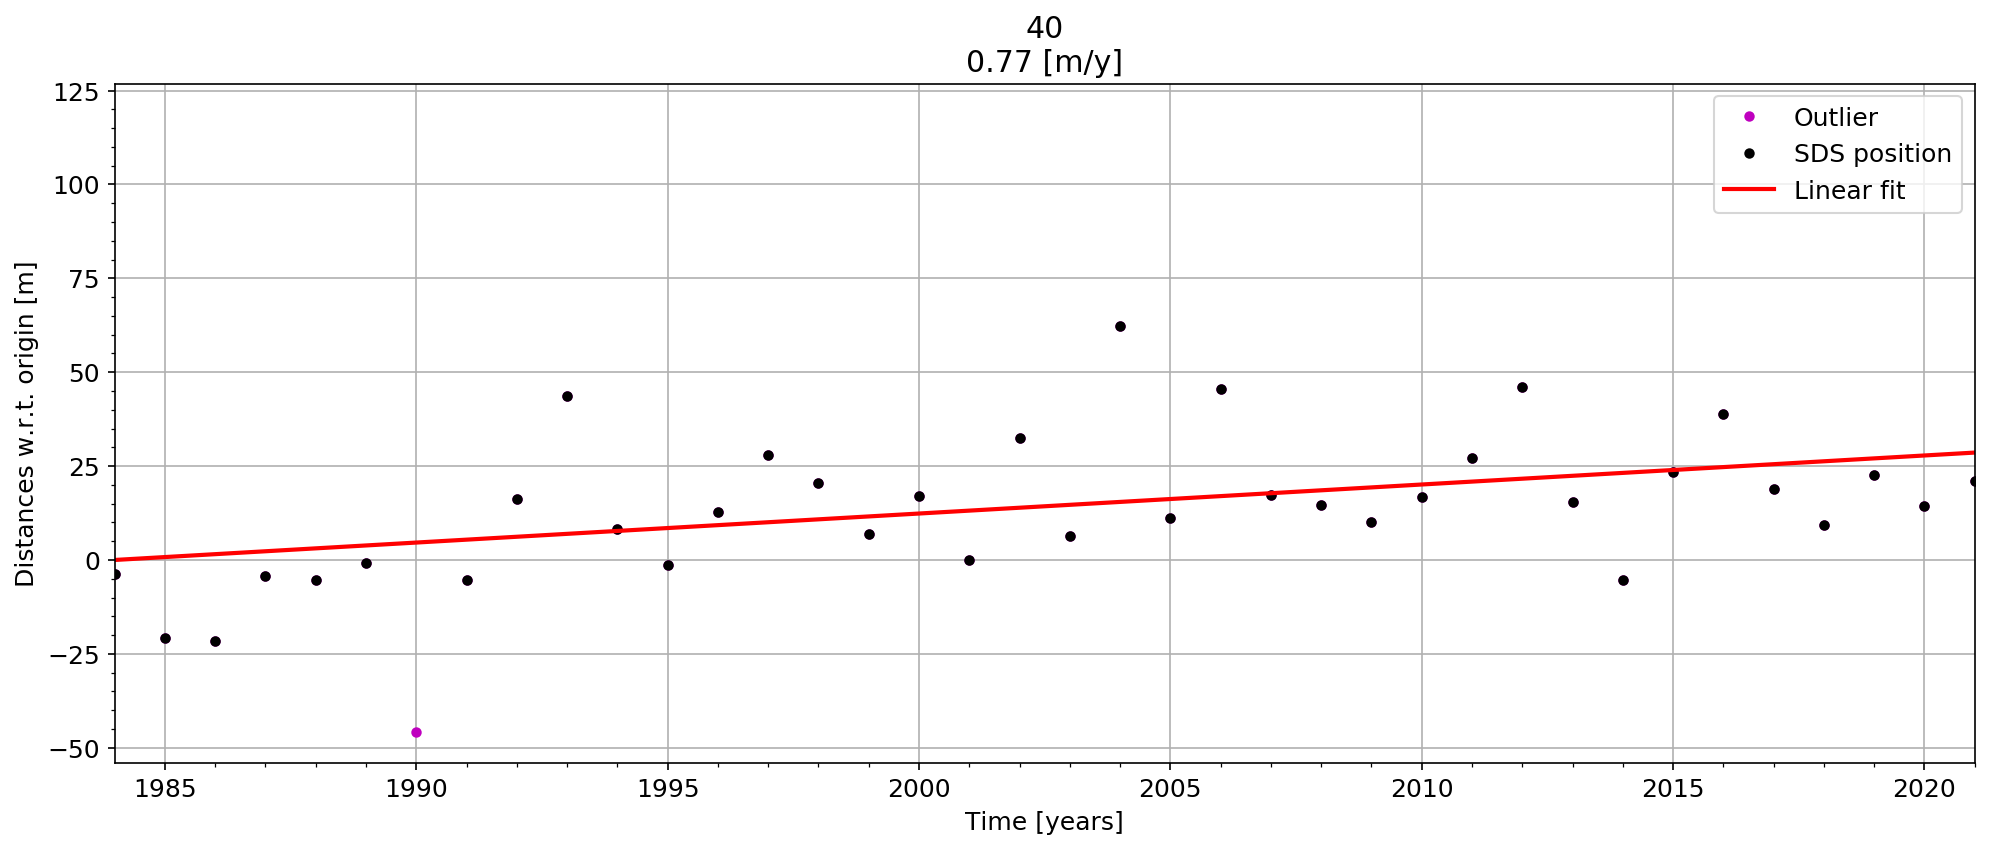 40
0.77 [m/y]
Outlier
SDS position
Linear fit
Distances w.r.t. origin [m]
125
100
75
50
25
0
−25
−50
1985
1990
1995
2000
2005
2010
2015
2020
Time [years]